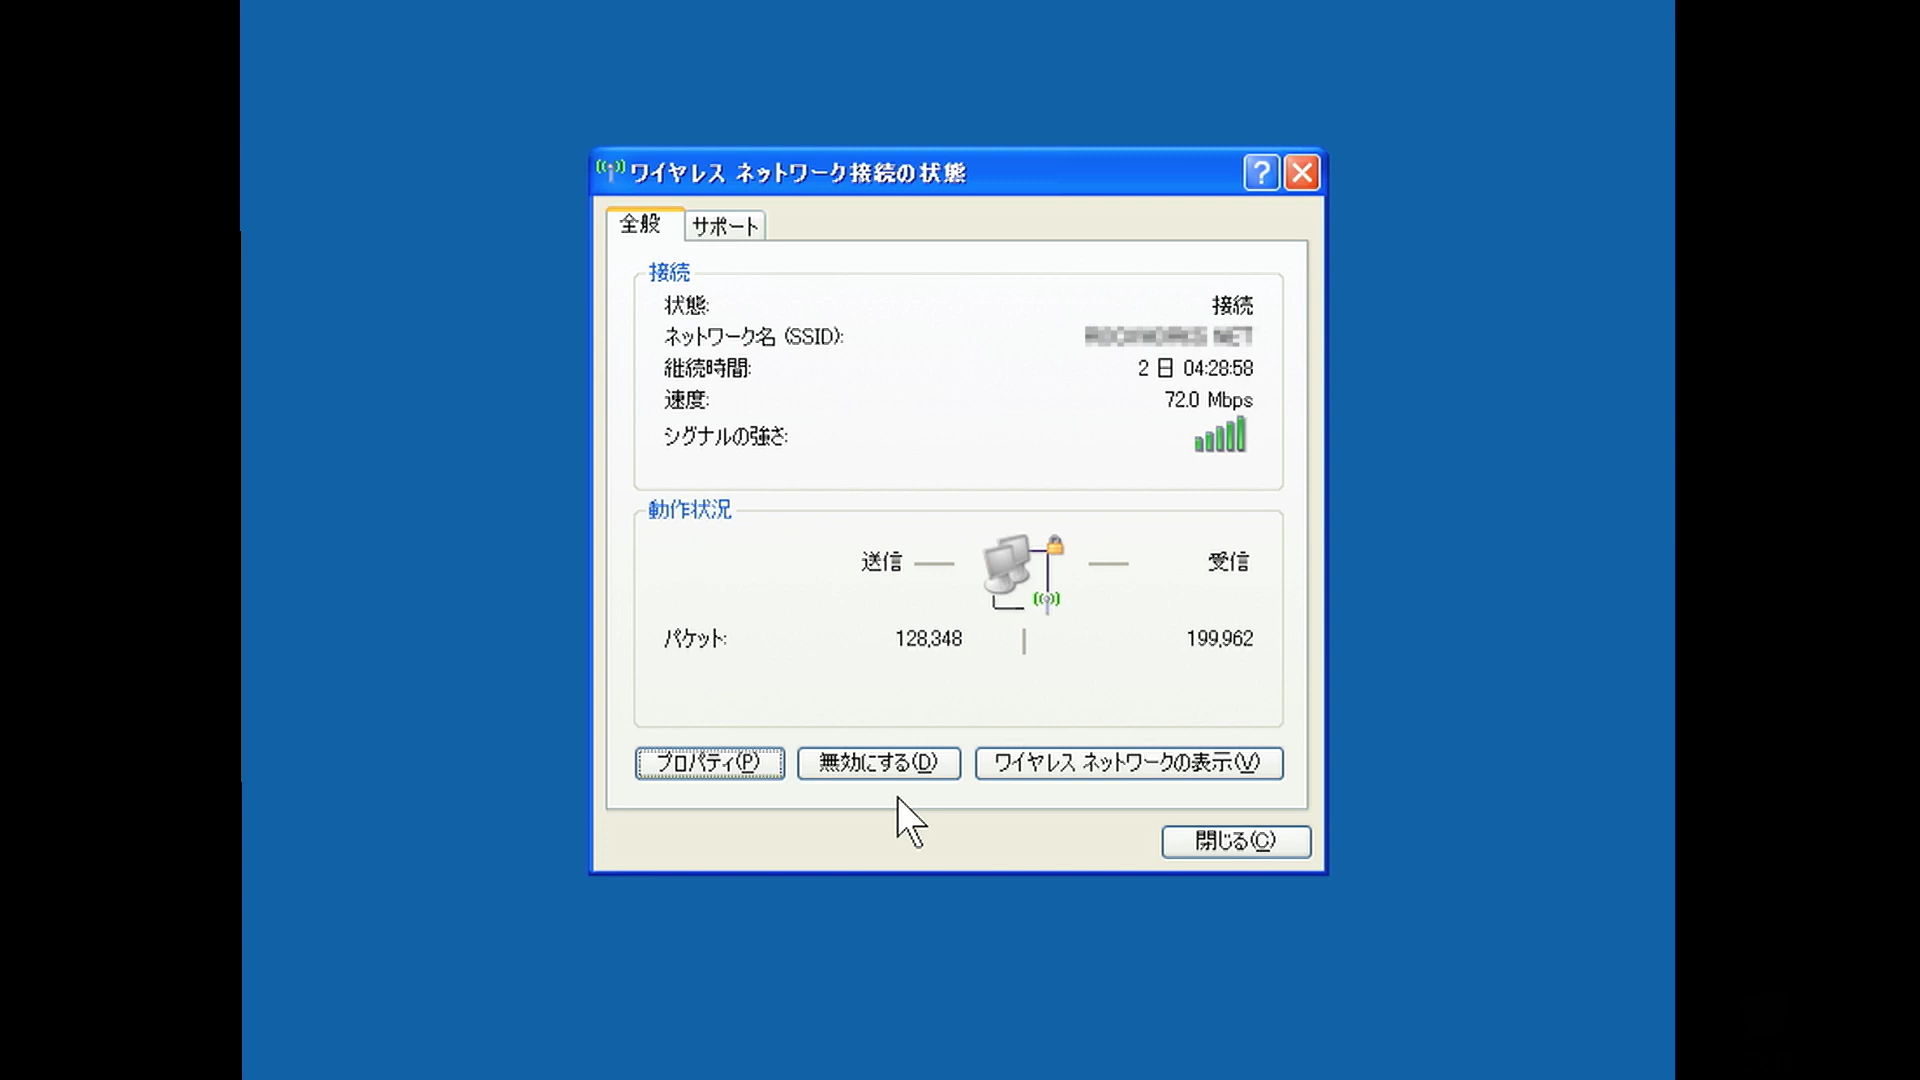 ワイヤレス ネットワーク接続の状態
全般
サポート
接続
状態: 接続
ネットワーク名 (SSID):
継続時間: 2 日 04:28:58
速度: 72.0 Mbps
シグナルの強さ:
動作状況
送信 受信
パケット: 128,348 199,962
プロパティ(P) 無効にする(D) ワイヤレス ネットワークの表示(V)
閉じる(C)